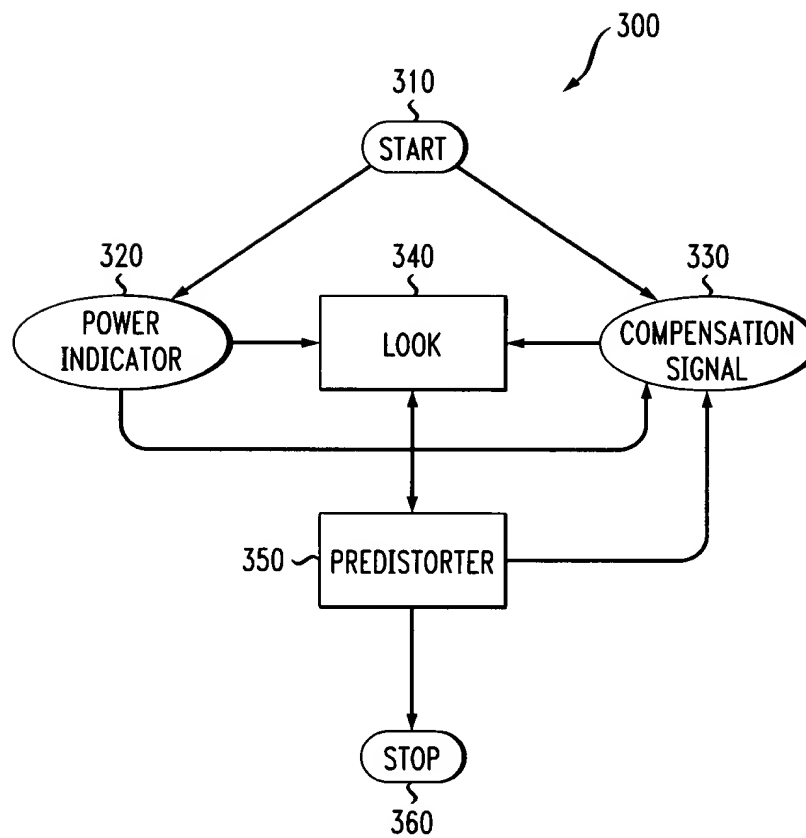 300
310
START
320
POWER
INDICATOR
340
LOOK
330
COMPENSATION
SIGNAL
350
PREDISTORTER
STOP
360